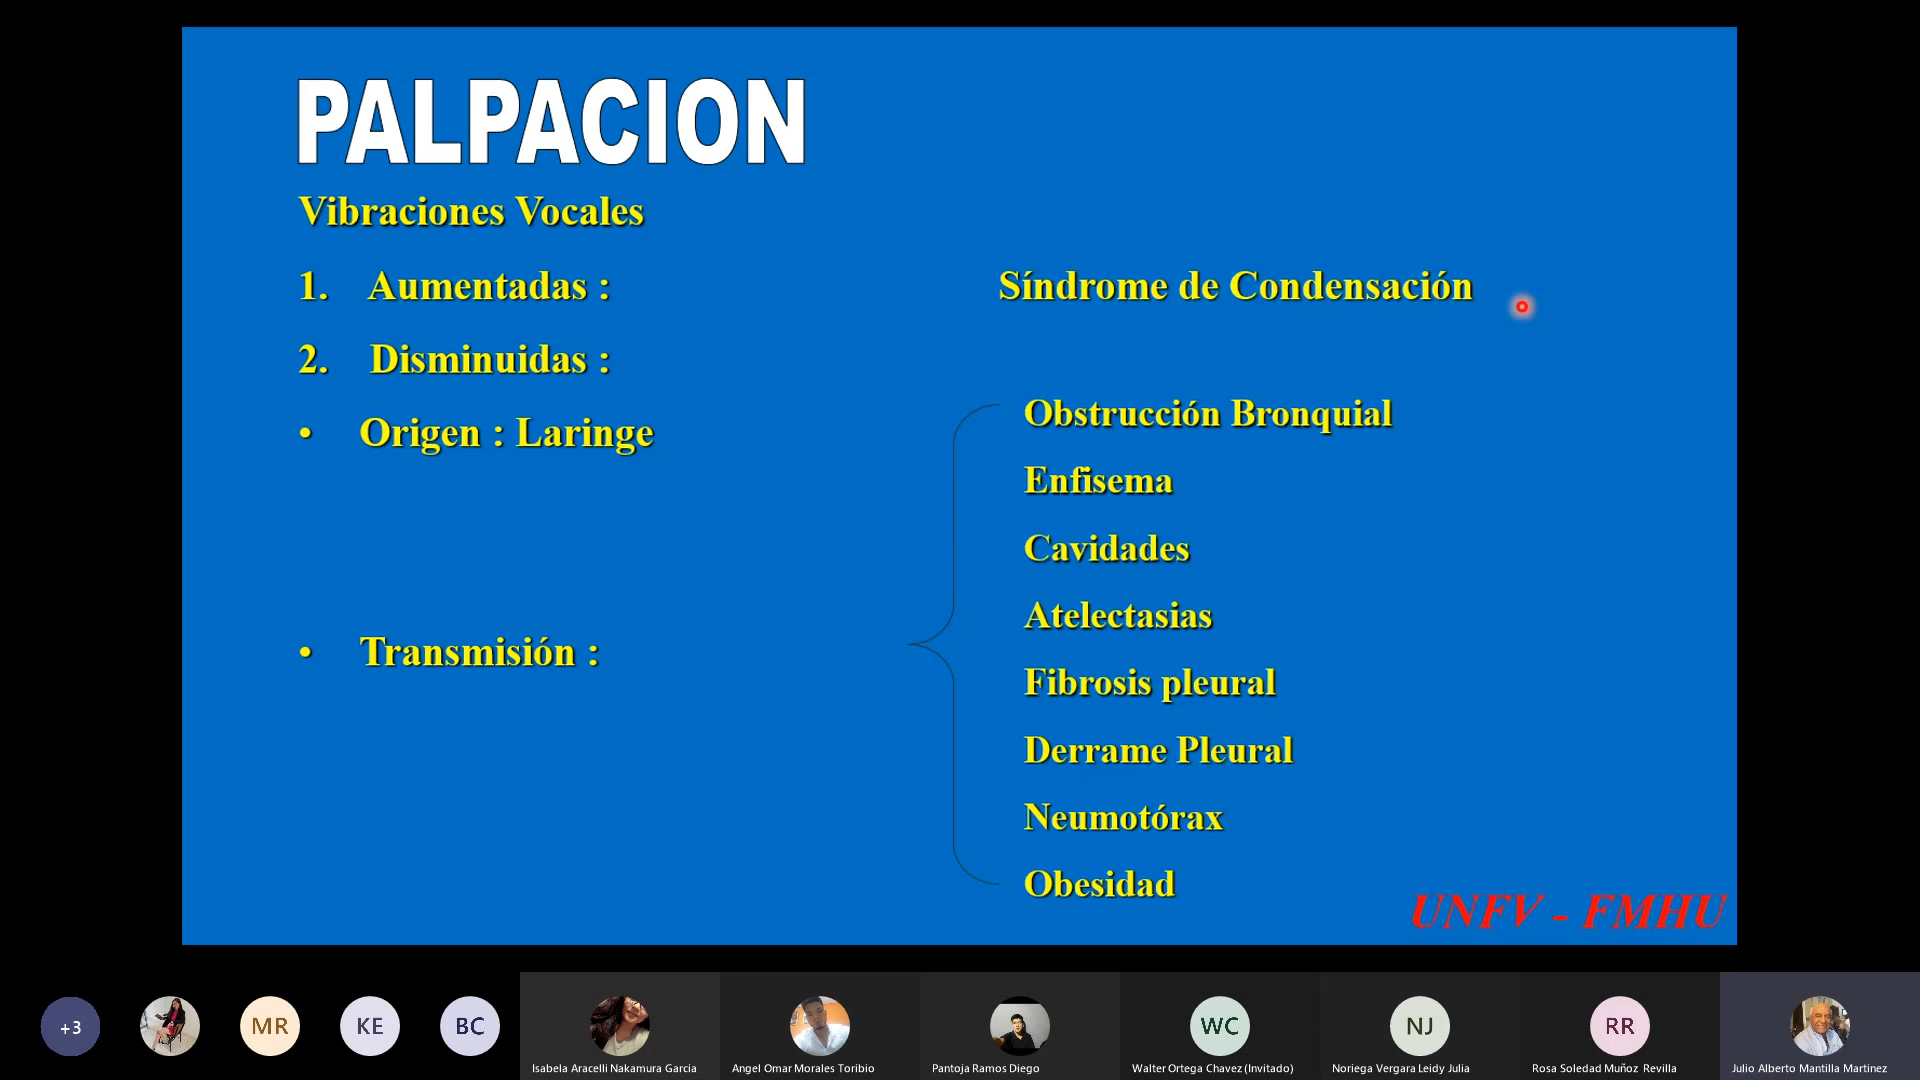 PALPACION
Vibraciones Vocales
1. Aumentadas :
Síndrome de Condensación
2. Disminuidas :
• Origen : Laringe
• Transmisión :
Obstrucción Bronquial
Enfisema
Cavidades
Atelectasias
Fibrosis pleural
Derrame Pleural
Neumotórax
Obesidad
UNFV - FMHU
+3
MR
KE
BC
WC
NJ
RR
Isabela Aracelli Nakamura Garcia
Angel Omar Morales Toribio
Pantoja Ramos Diego
Walter Ortega Chavez (Invitado)
Noriega Vergara Leidy Julia
Rosa Soledad Muñoz Revilla
Julio Alberto Mantilla Martinez